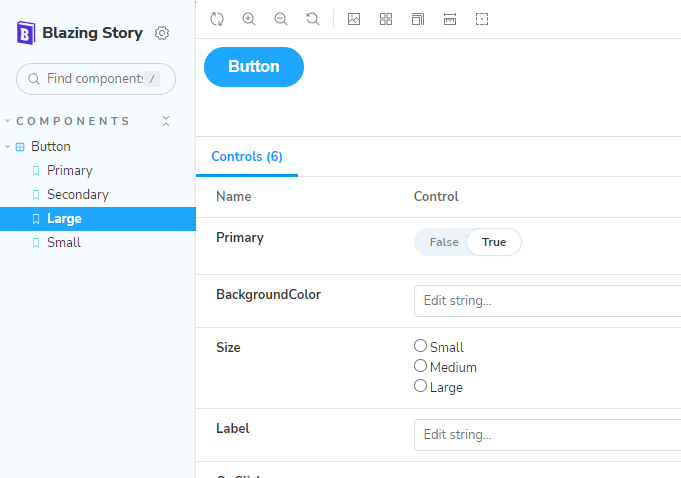 Blazing Story
Find components /
COMPONENTS
Button
Primary
Secondary
Large
Small
Button
Controls (6)
Name Control
Primary False True
BackgroundColor Edit string...
Size Small
Medium
Large
Label Edit string...